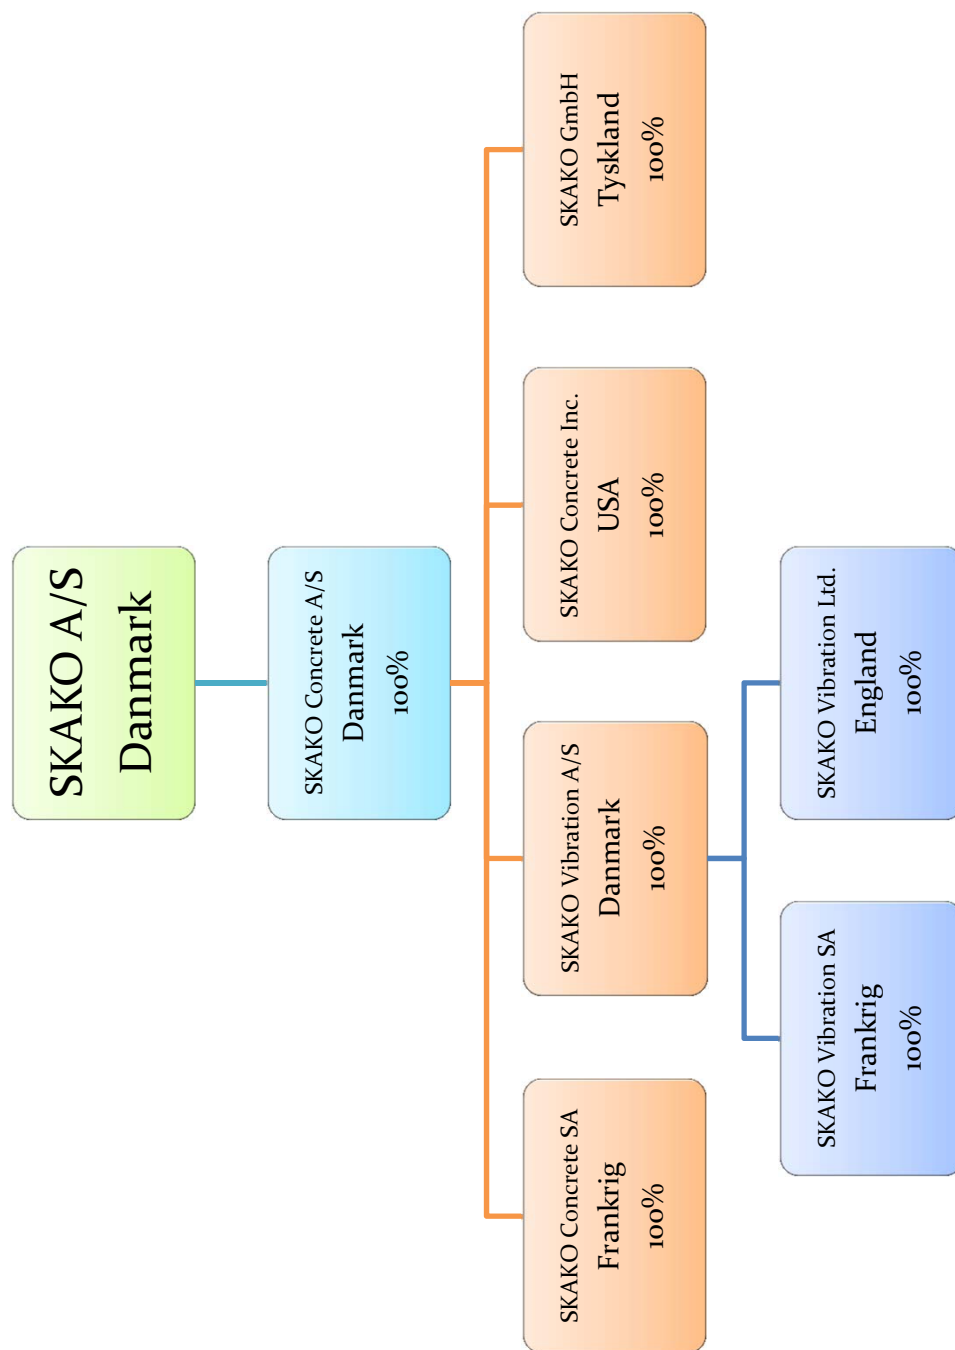 SKAKO A/S
Danmark
SKAKO Concrete A/S
Danmark
100%
SKAKO Concrete SA
Frankrig
100%
SKAKO Vibration A/S
Danmark
100%
SKAKO Concrete Inc.
USA
100%
SKAKO GmbH
Tyskland
100%
SKAKO Vibration SA
Frankrig
100%
SKAKO Vibration Ltd.
England
100%